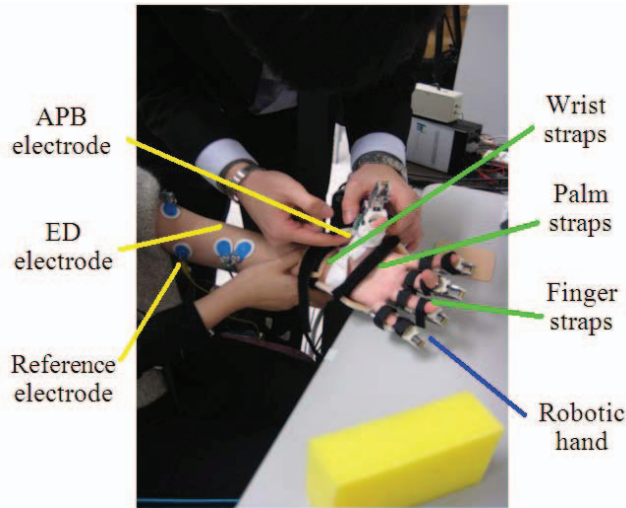 APB
electrode
ED
electrode
Reference
electrode
Wrist
straps
Palm
straps
Finger
straps
Robotic
hand